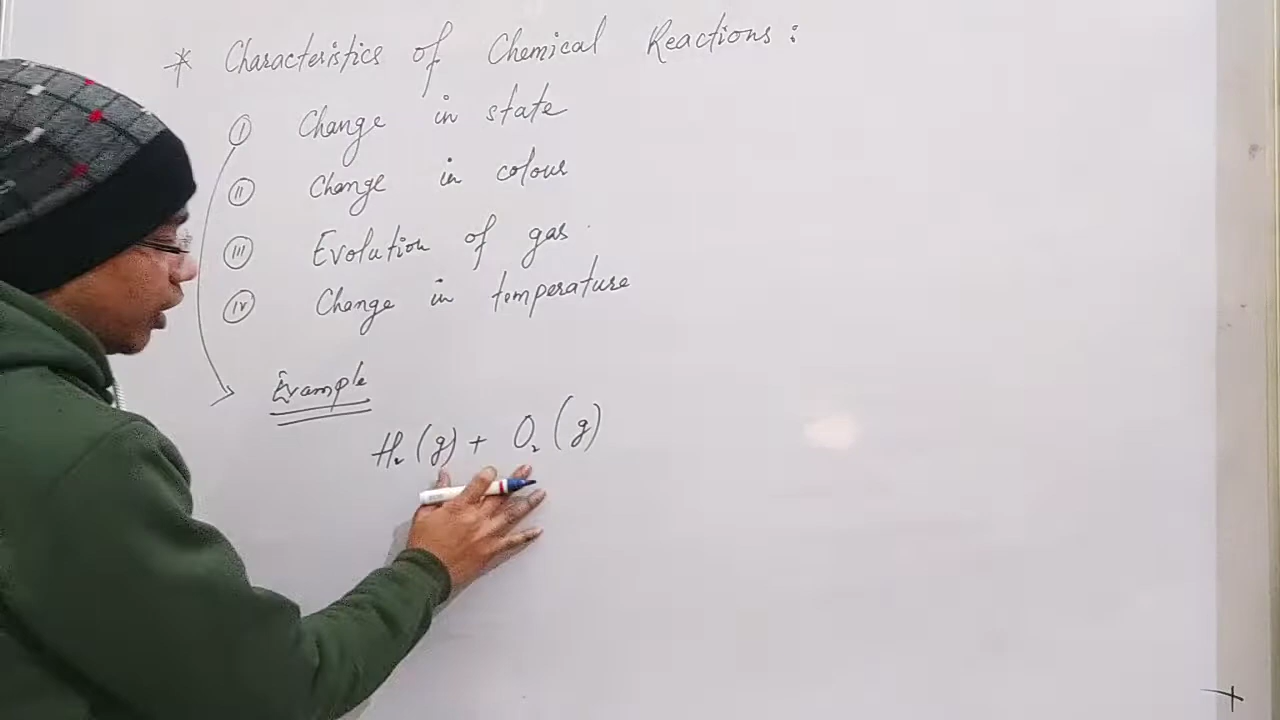 * Characteristics of Chemical Reactions :
I Change in state
II Change in colour
III Evolution of gas
IV Change in temperature
Example
H₂ (g) + O₂ (g)
+